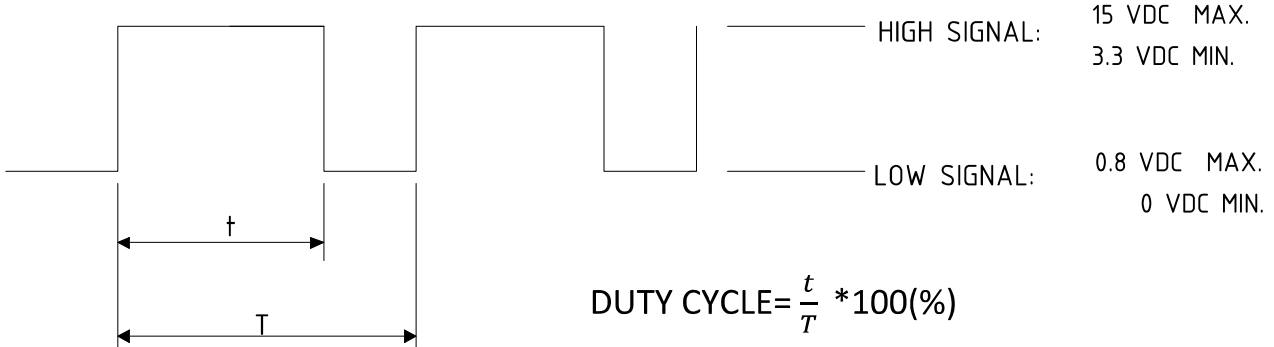 HIGH SIGNAL: 15 VDC MAX.
3.3 VDC MIN.
LOW SIGNAL: 0.8 VDC MAX.
0 VDC MIN.
t
T
DUTY CYCLE= t/T *100(%)